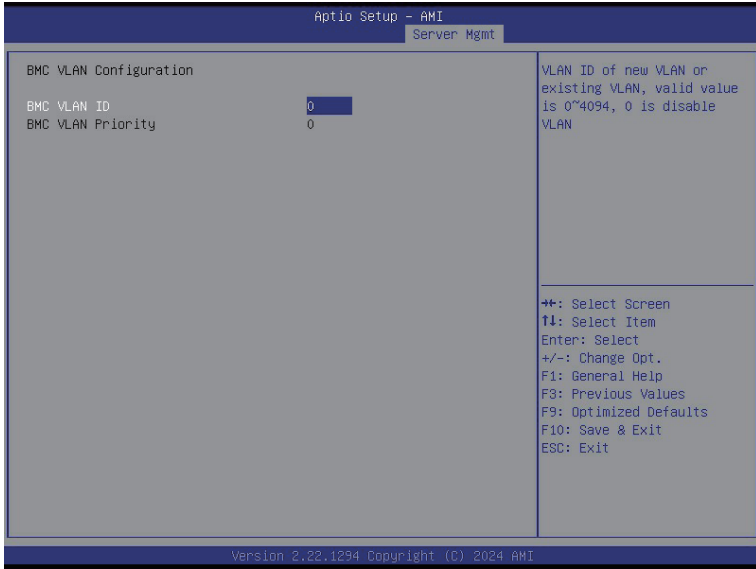 Aptio Setup – AMI
Server Mgmt
BMC VLAN Configuration
BMC VLAN ID 0
BMC VLAN Priority 0
VLAN ID of new VLAN or
existing VLAN, valid value
is 0~4094, 0 is disable
VLAN
→←: Select Screen
↑↓: Select Item
Enter: Select
+/-: Change Opt.
F1: General Help
F3: Previous Values
F9: Optimized Defaults
F10: Save & Exit
ESC: Exit
Version 2.22.1294 Copyright (C) 2024 AMI